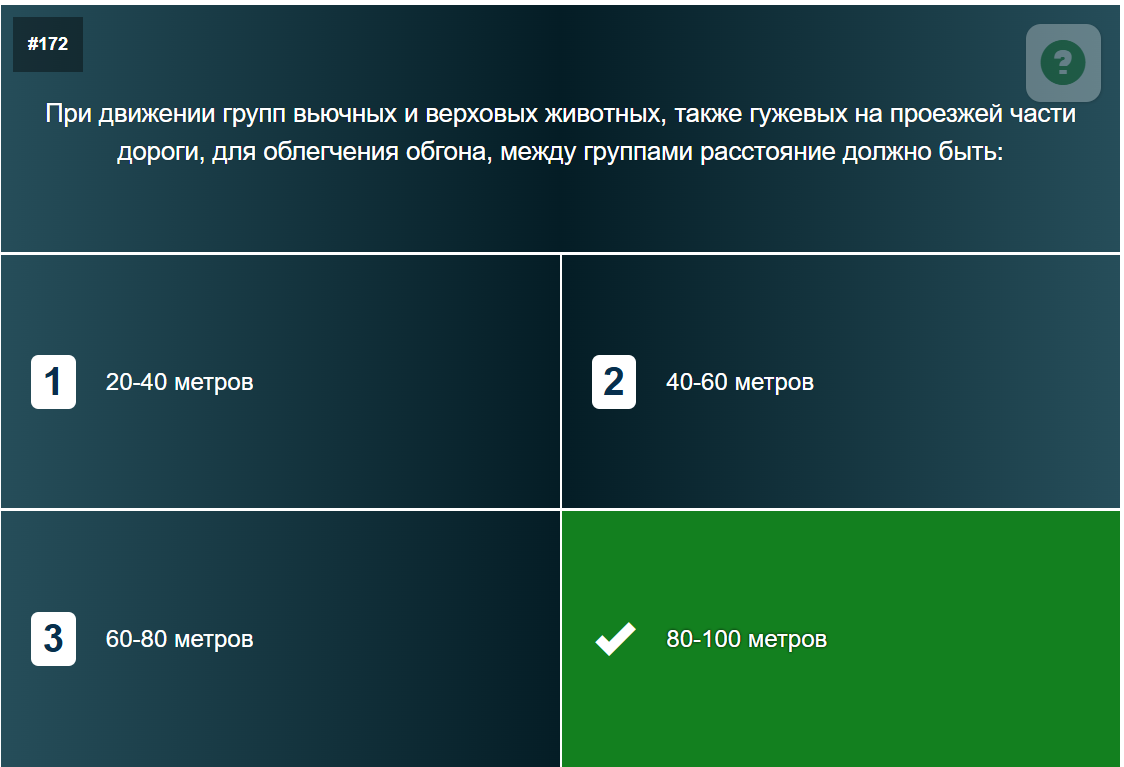 #172
?
При движении групп вьючных и верховых животных, также гужевых на проезжей части
дороги, для облегчения обгона, между группами расстояние должно быть:
1 20-40 метров
2 40-60 метров
3 60-80 метров
80-100 метров